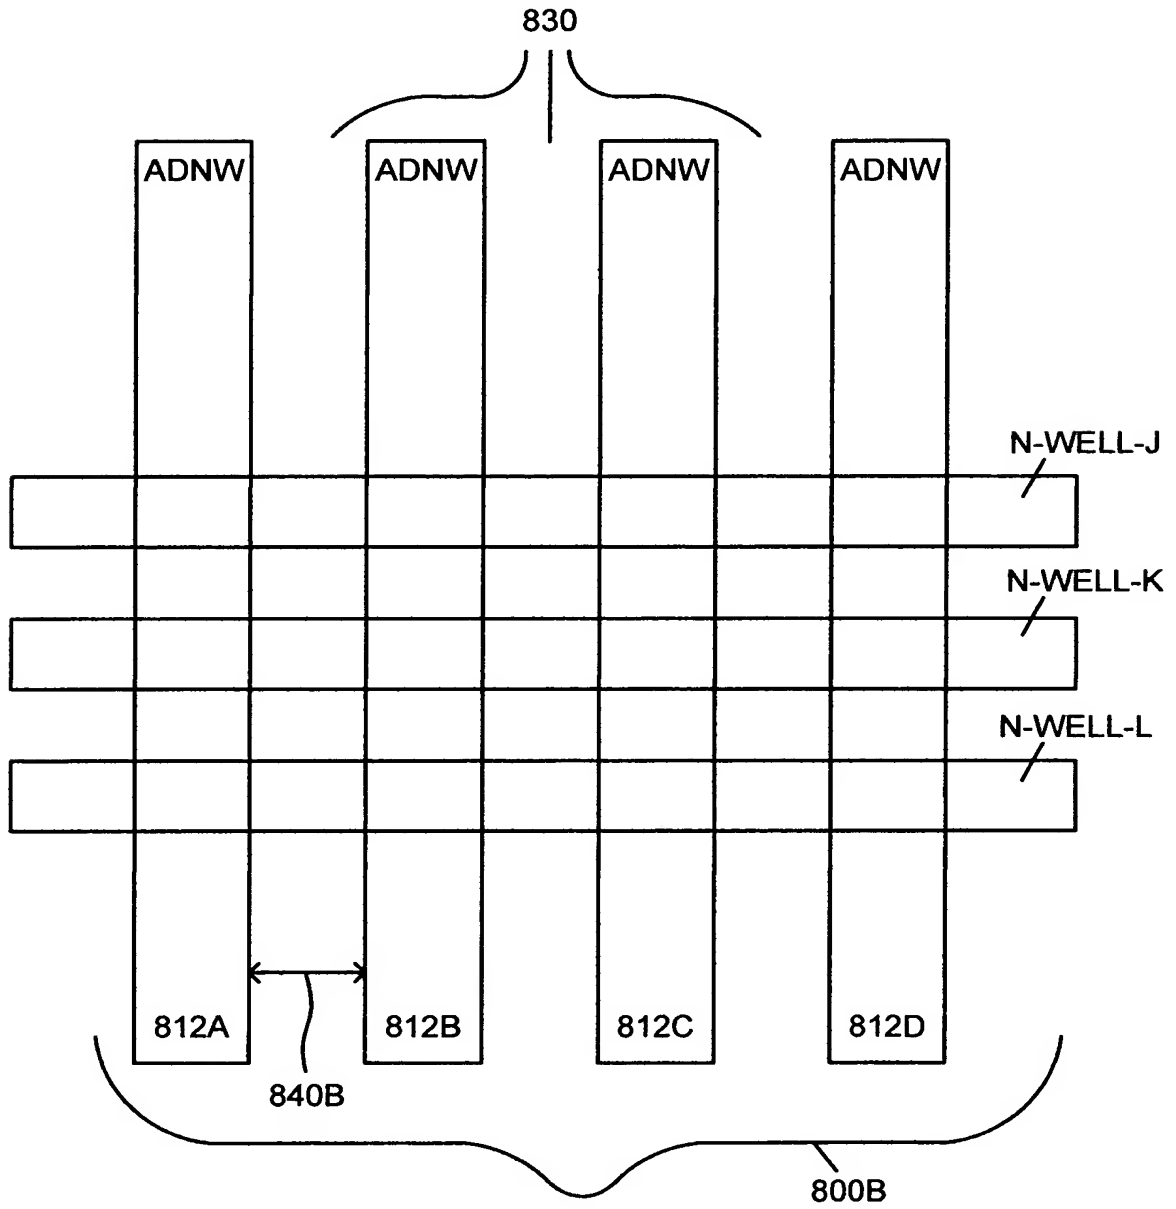 830
ADNW ADNW ADNW ADNW
N-WELL-J
N-WELL-K
N-WELL-L
812A 812B 812C 812D
840B
800B